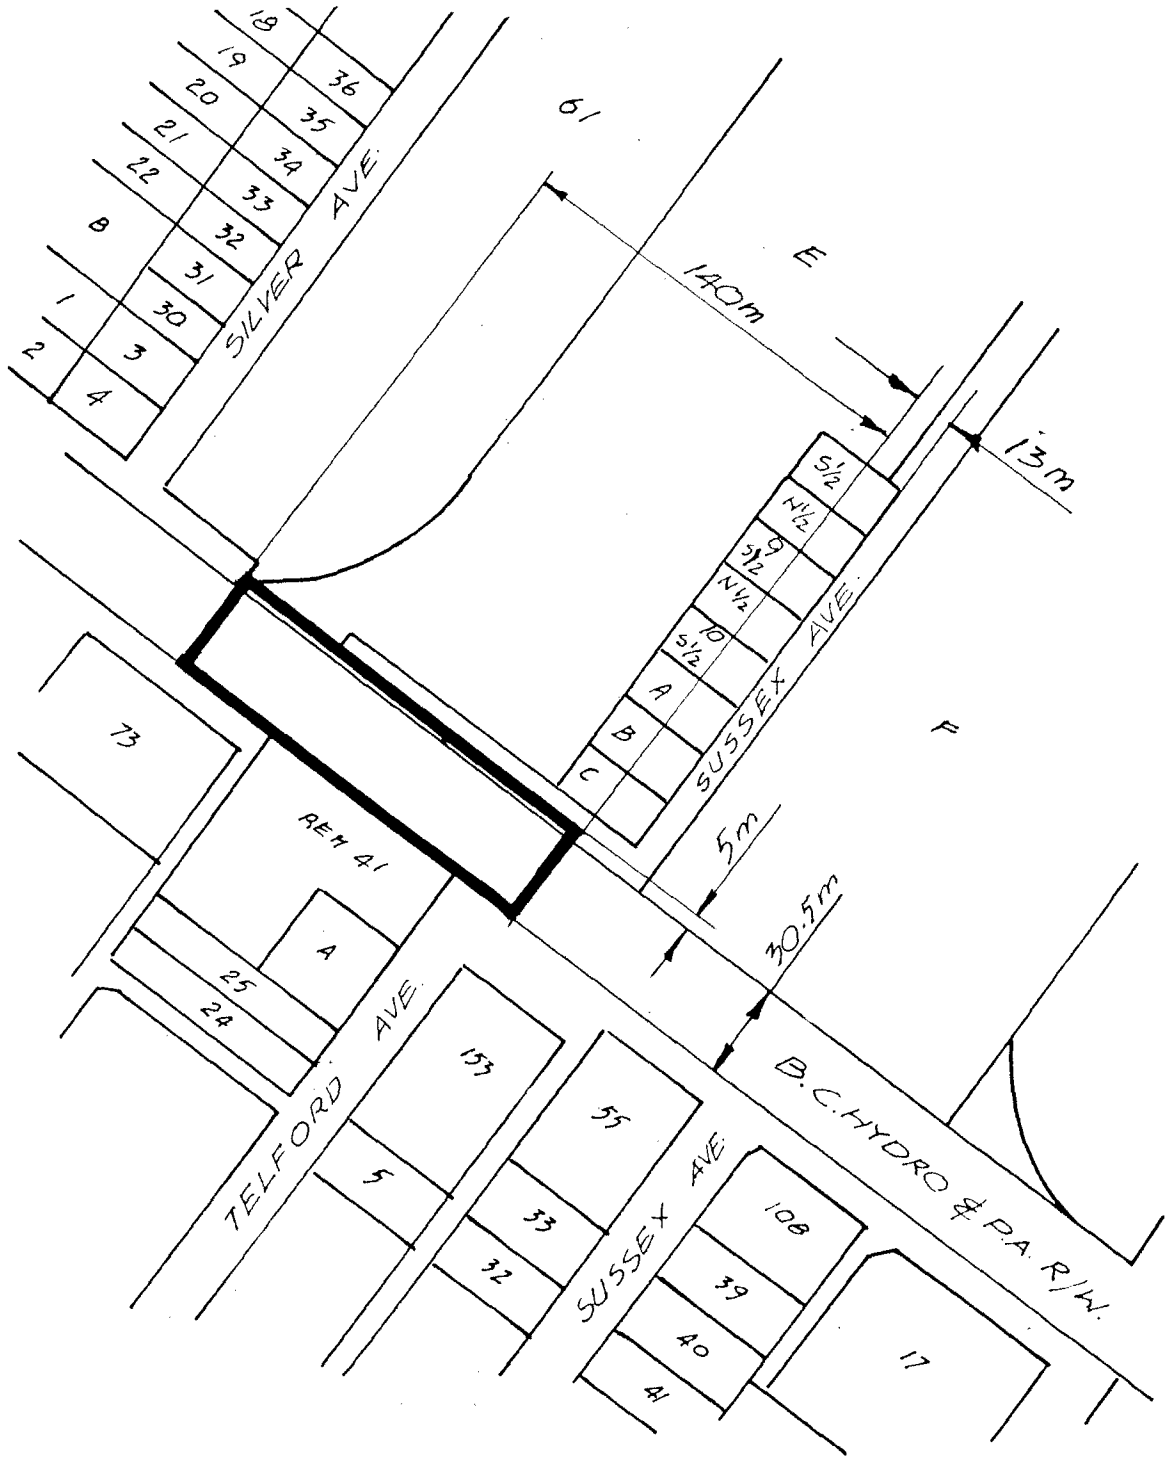 18
19
36
20
35
21
34
22
33
B
32
31
1
30
2
3
4
SILVER AVE.
61
E
140m
13m
S½
N½
9
S½
N½
10
S½
A
B
C
SUSSEX AVE.
F
73
REM 41
A
25
24
5m
30.5m
TELFORD AVE.
153
5
55
33
32
SUSSEX AVE.
B.C. HYDRO & P.A. R/W.
108
39
40
41
17